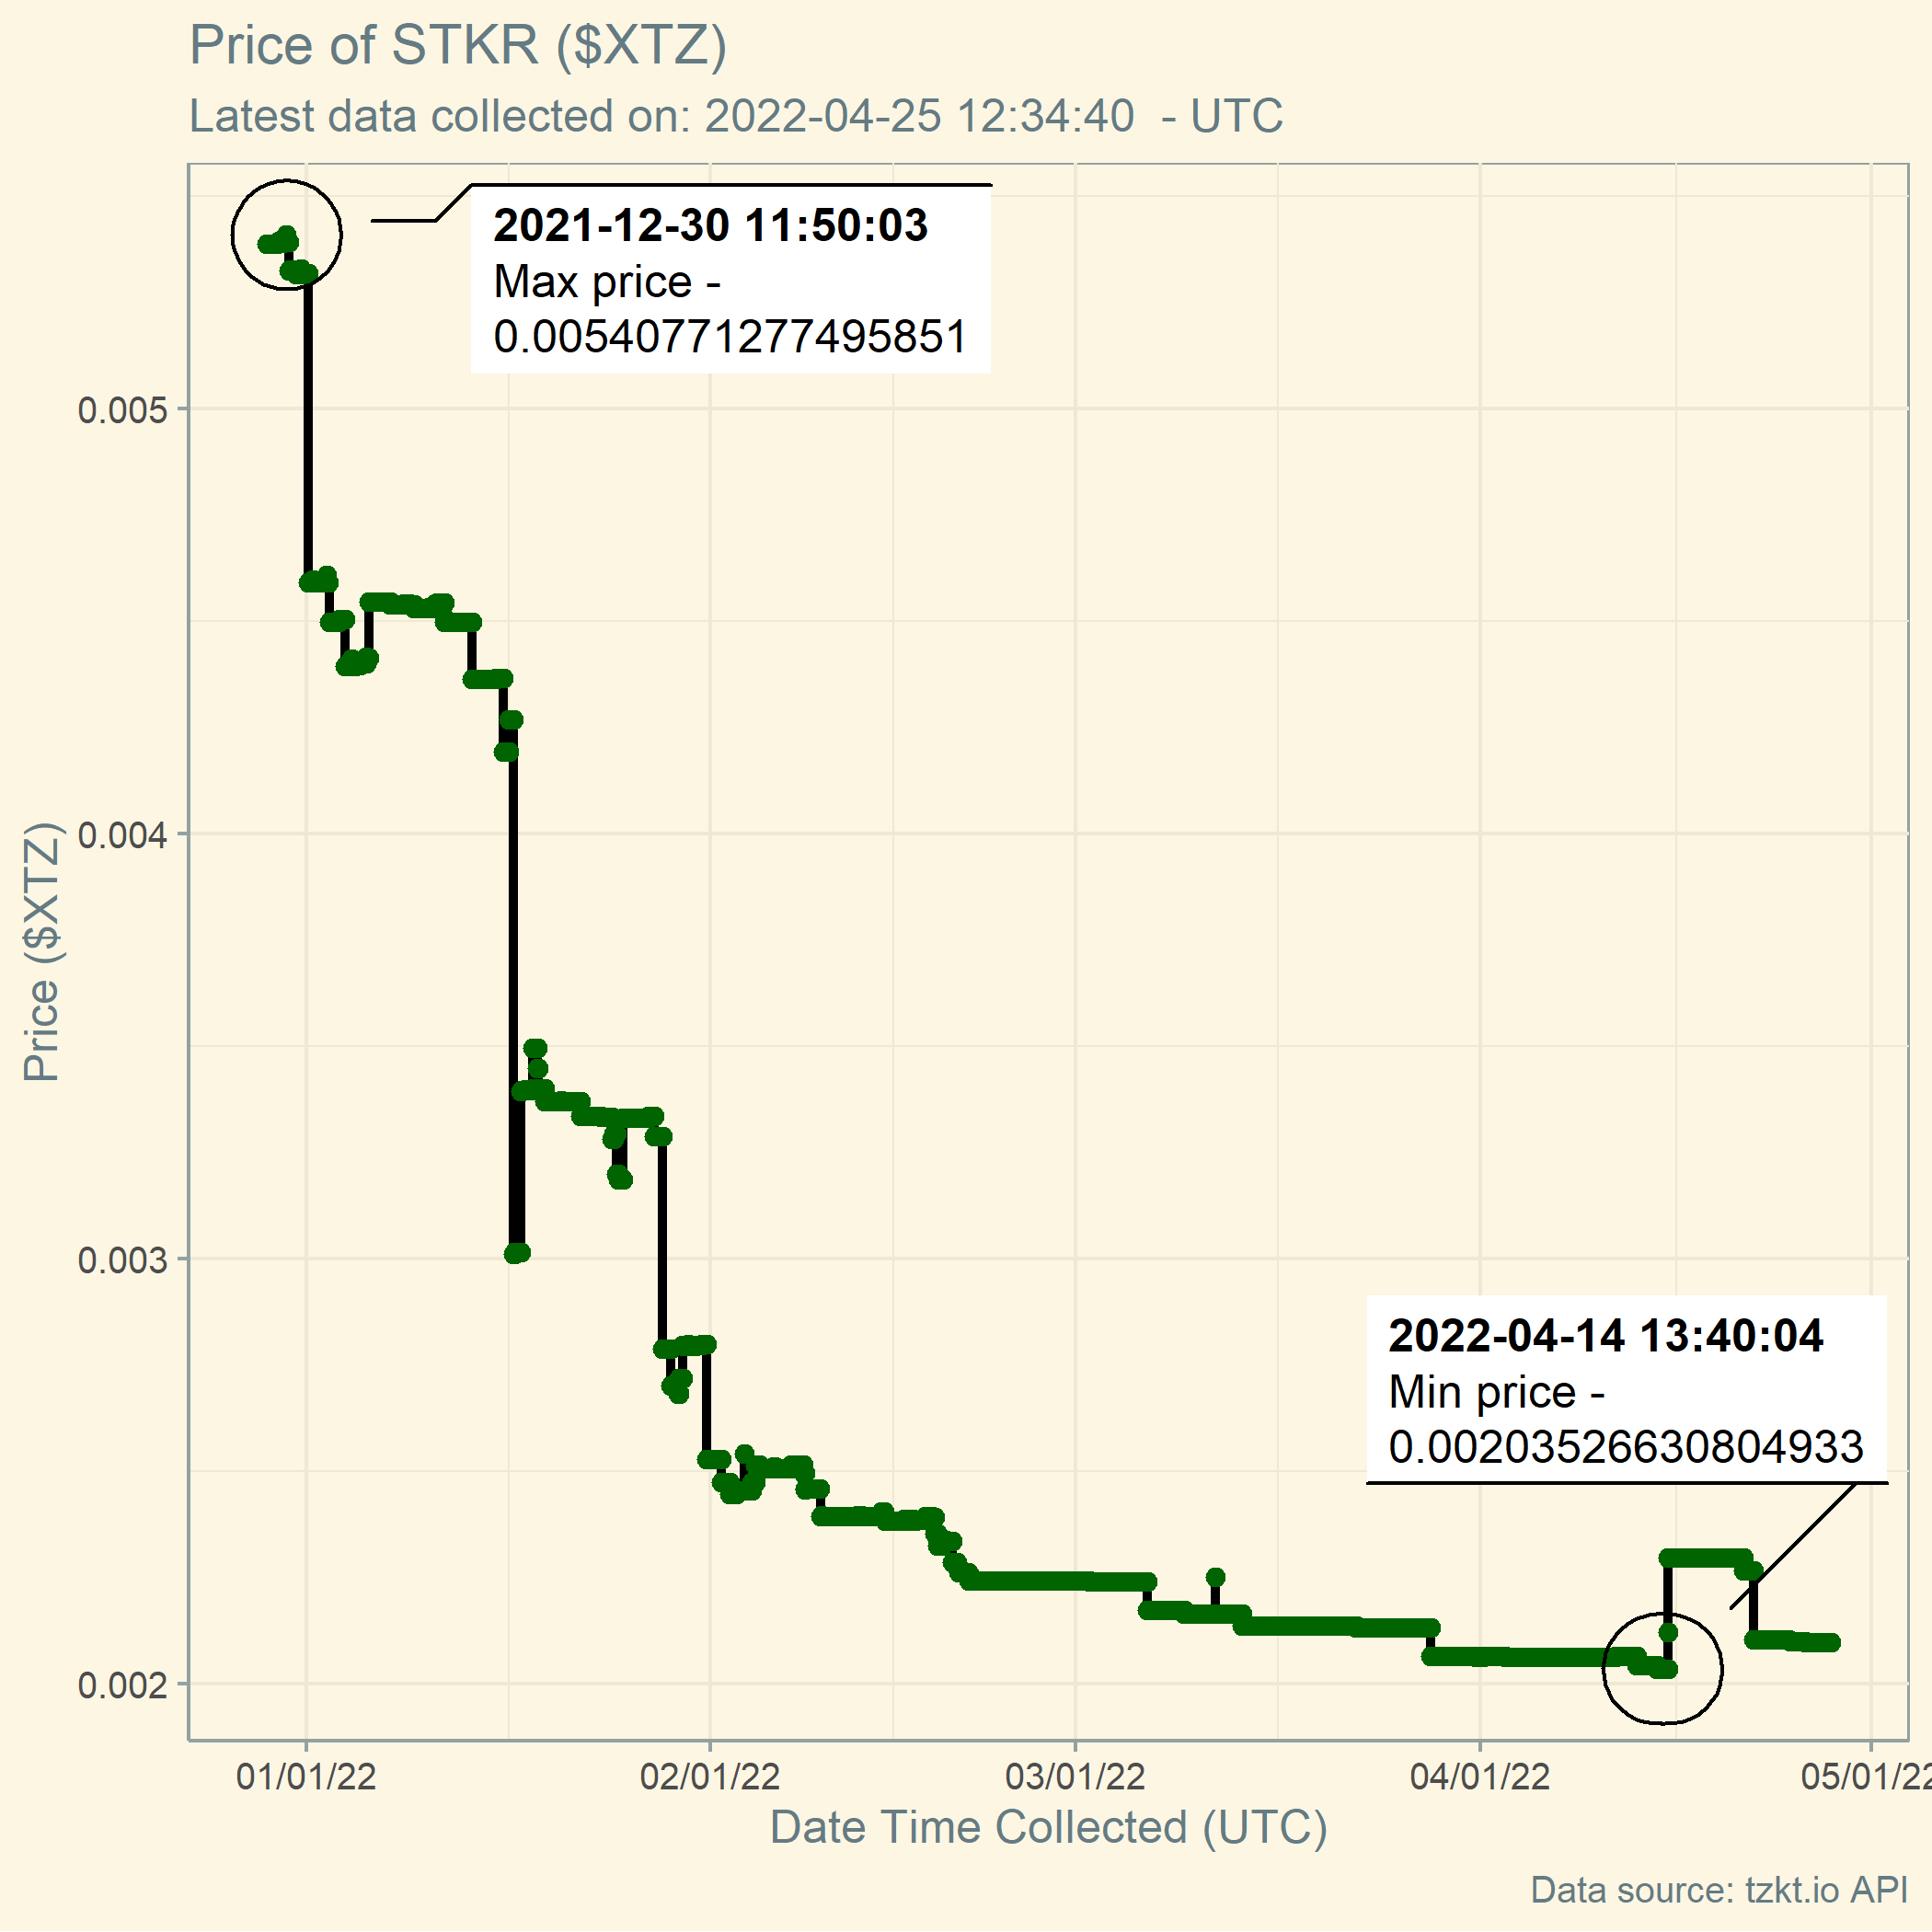 Price of STKR ($XTZ)
Latest data collected on: 2022-04-25 12:34:40  - UTC
2021-12-30 11:50:03
Max price -
0.00540771277495851
0.005
0.004
0.003
0.002
Price ($XTZ)
2022-04-14 13:40:04
Min price -
0.00203526630804933
01/01/22
02/01/22
03/01/22
04/01/22
05/01/22
Date Time Collected (UTC)
Data source: tzkt.io API